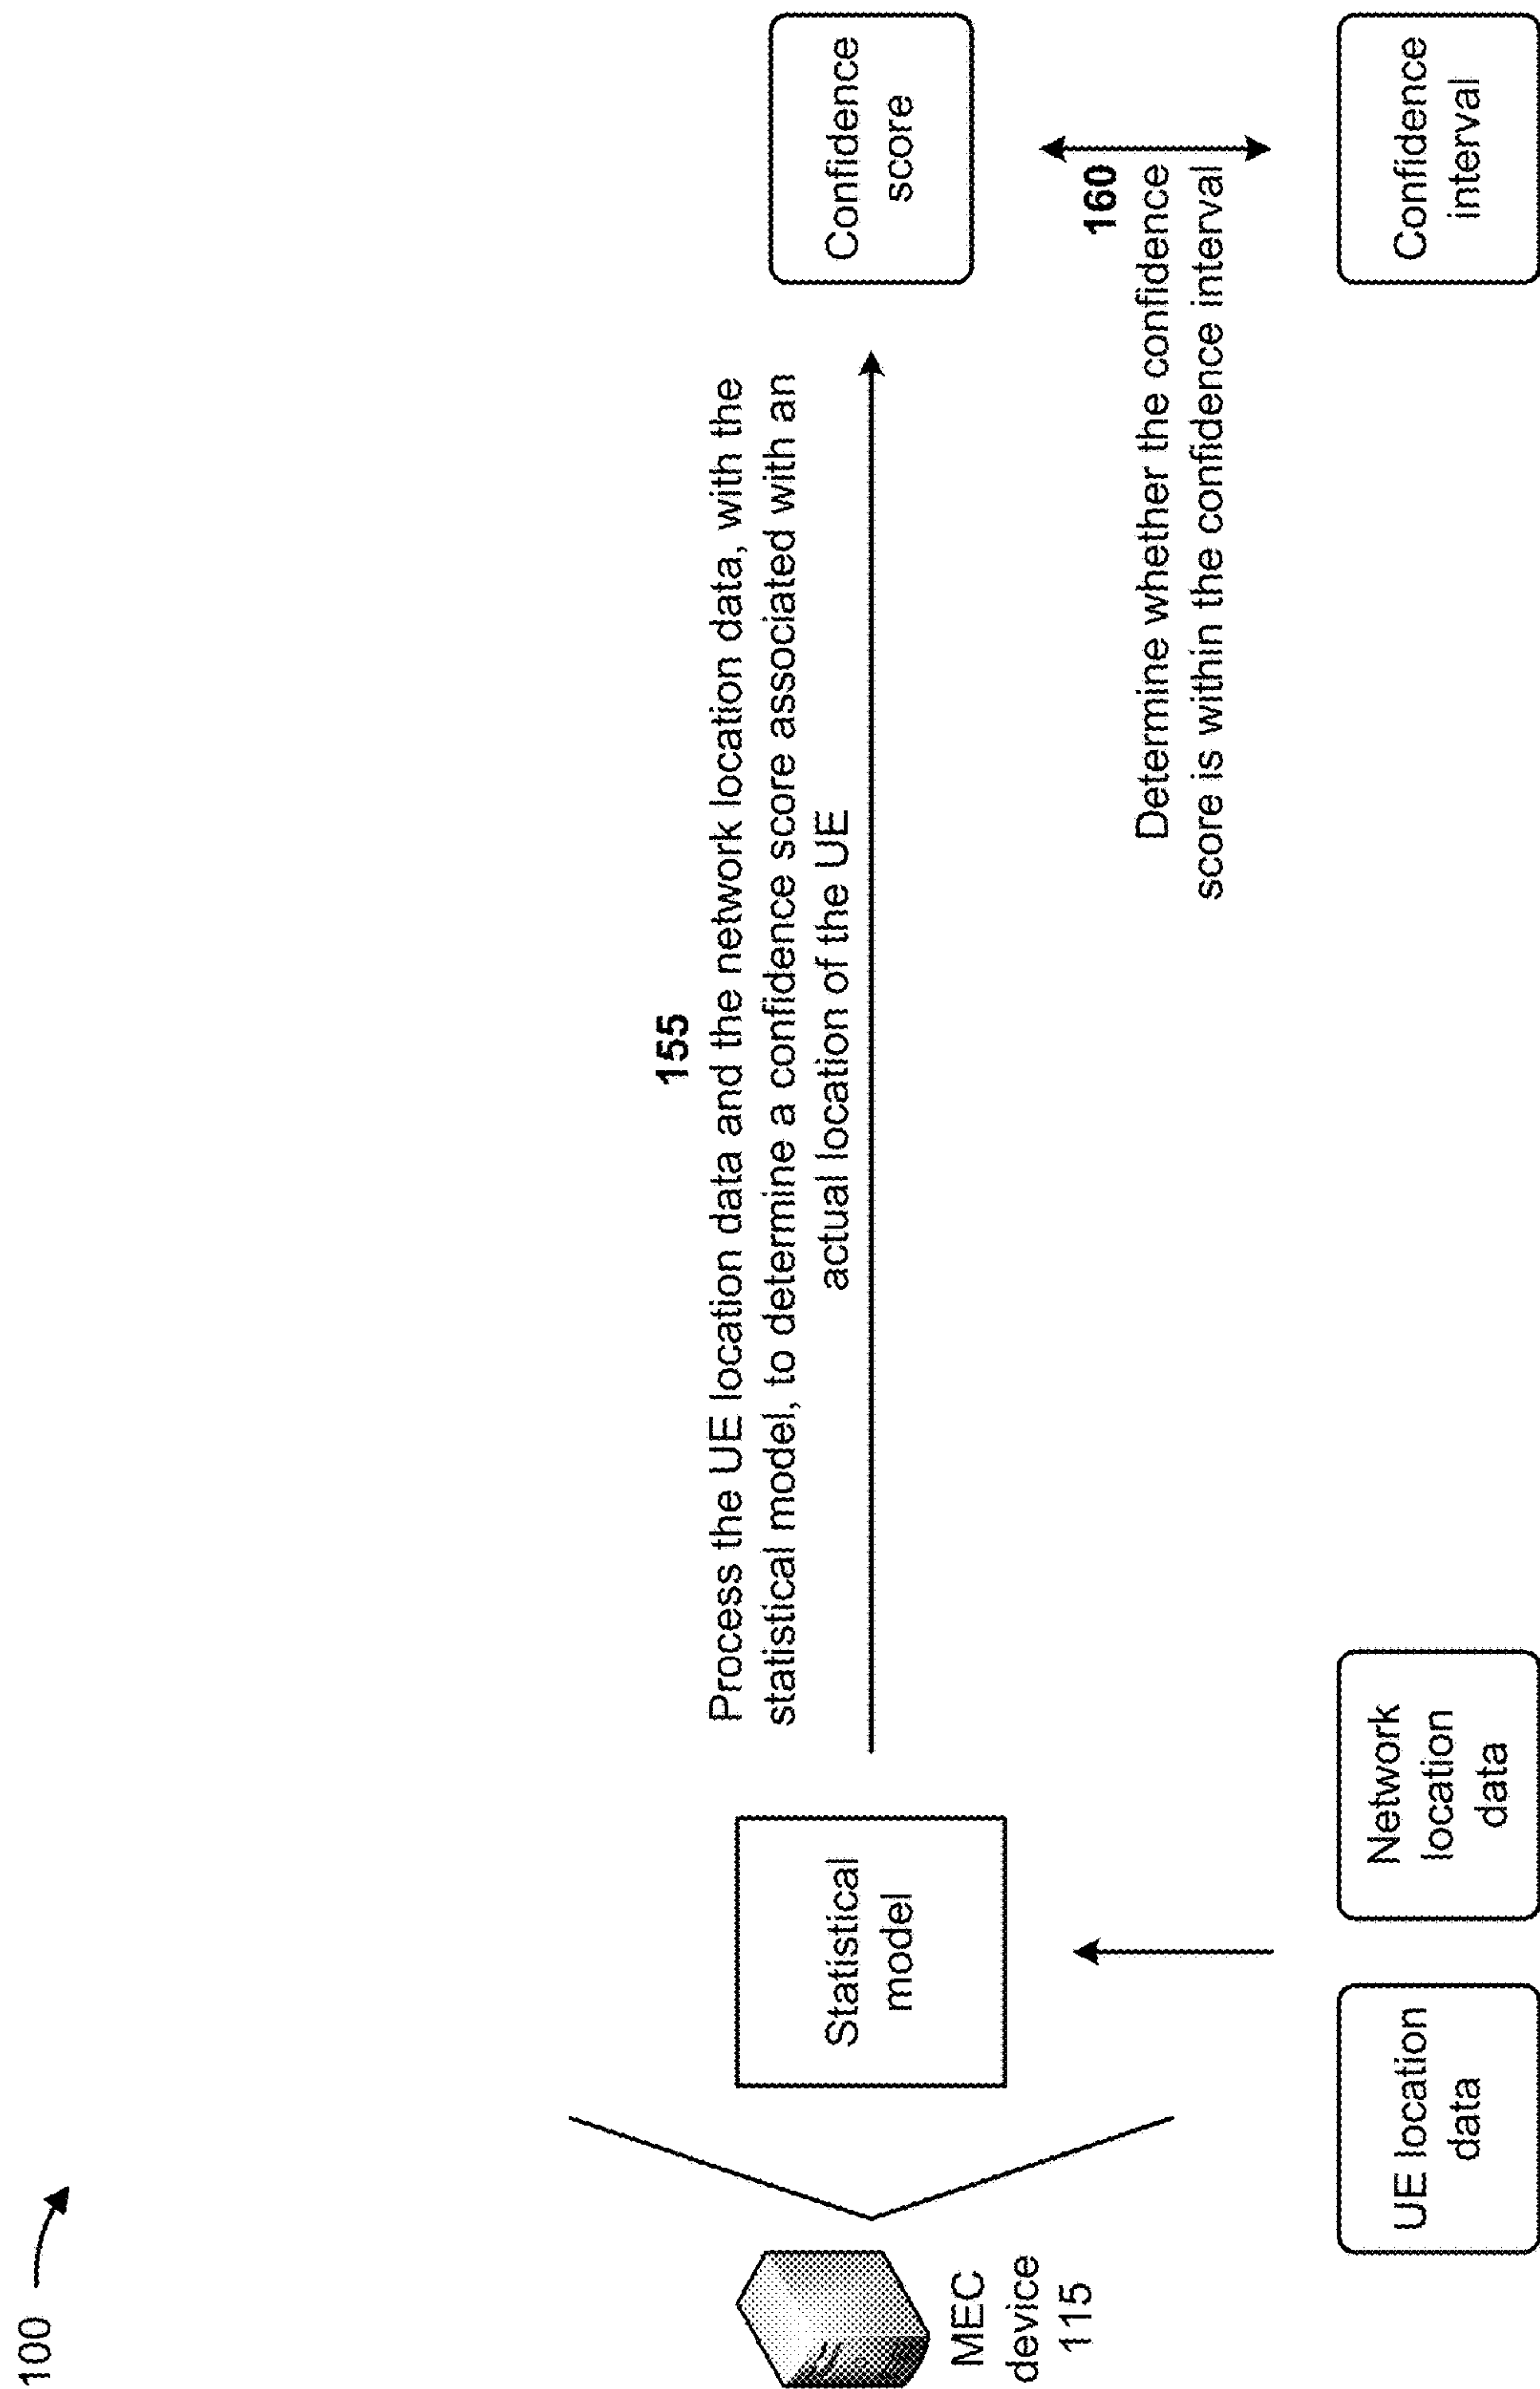 100
MEC
device
115
Statistical
model
UE location
data
Network
location
data
155
Process the UE location data and the network location data, with the
statistical model, to determine a confidence score associated with an
actual location of the UE
Confidence
score
160
Determine whether the confidence
score is within the confidence interval
Confidence
interval